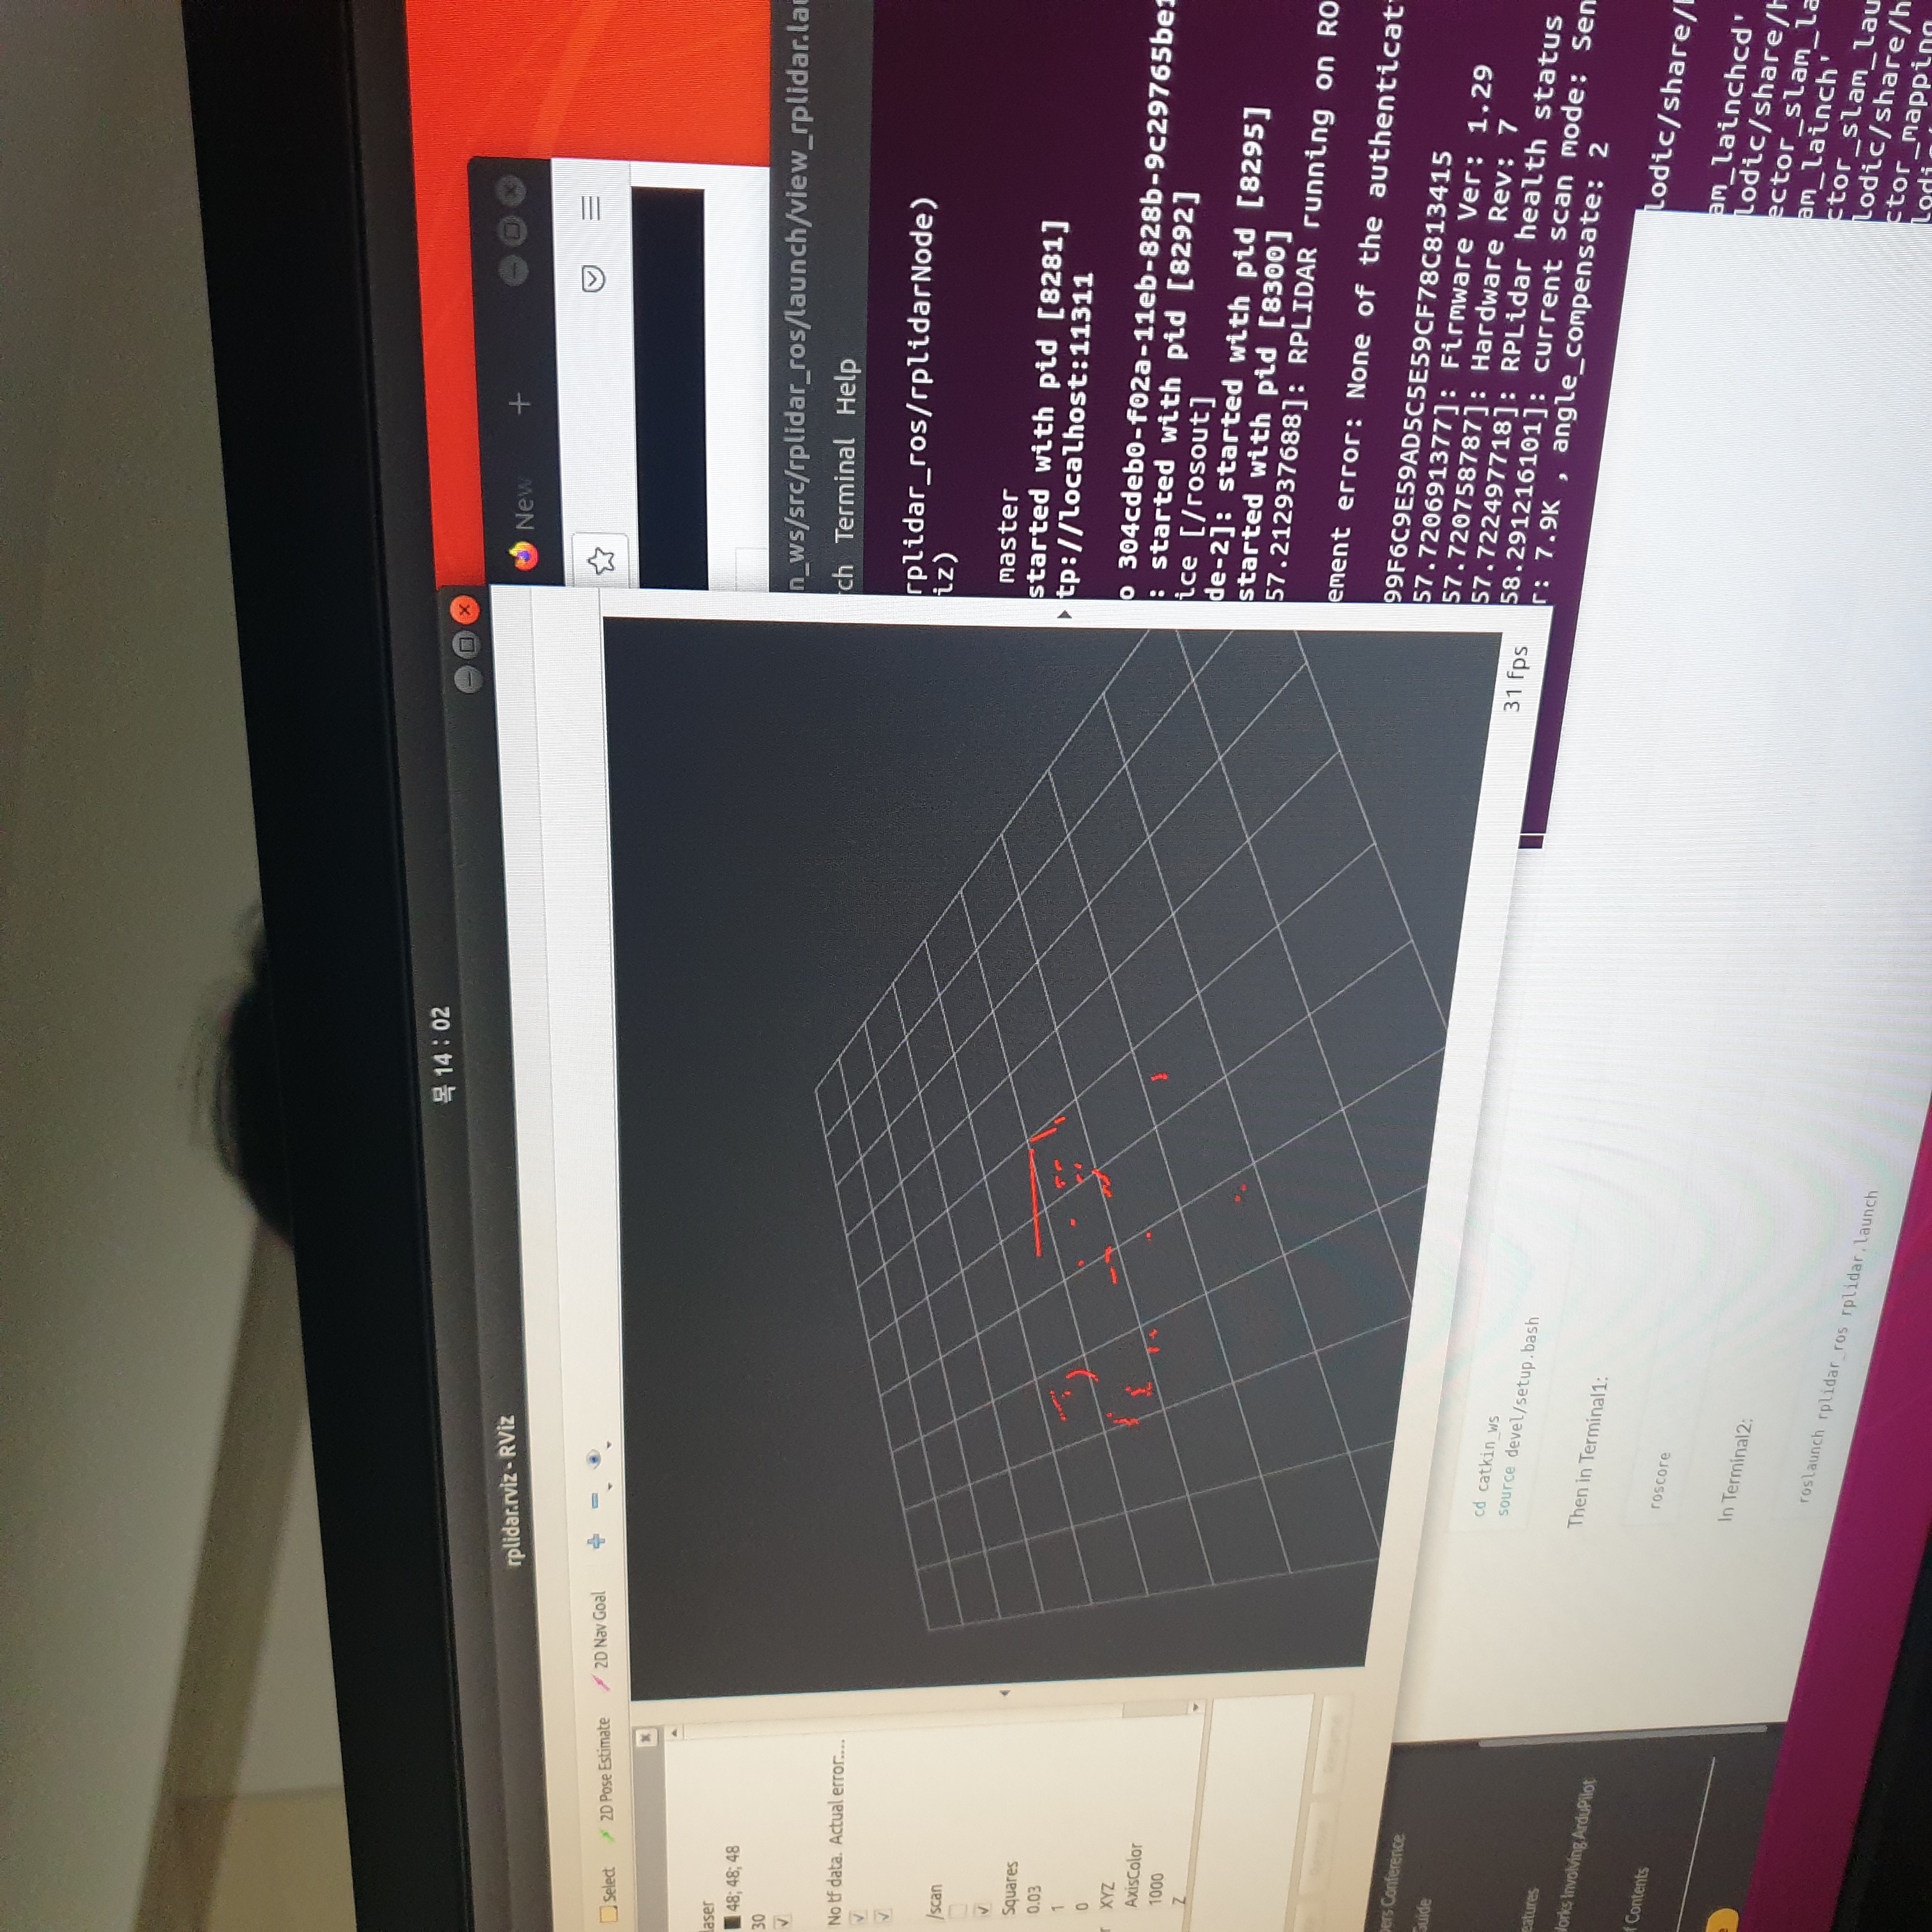 목 14 : 02
rplidar.rviz - RViz
Select
2D Pose Estimate
2D Nav Goal
laser
48; 48; 48
30
No tf data. Actual error:....
/scan
Squares
0.03
1
0
XYZ
AxisColor
1000
Z
31 fps
New
n_ws/src/rplidar_ros/launch/view_rplidar.la
rch Terminal Help
rplidar_ros/rplidarNode)
iz)
master
started with pid [8281]
tp://localhost:11311
o 304cdeb0-f02a-11eb-828b-9c29765be1
: started with pid [8292]
ice [/rosout]
de-2]: started with pid [8295]
started with pid [8300]
57.212937688]: RPLIDAR running on RO
ement error: None of the authenticat
99F6C9E59AD5C5E59CF78C813415
57.720691377]: Firmware Ver: 1.29
57.720758787]: Hardware Rev: 7
57.722497718]: RPLidar health status
58.291216101]: current scan mode: Sen
r: 7.9K , angle_compensate: 2
lodic/share/h
am_lainchcd'
lodic/share/h
ector_slam_la
am_lainch'
ctor_slam_lau
lodic/share/h
ctor_mapping
lodi
ers Conference
Guide
eatures
Works Involving ArduPilot
f Contents
e
cd catkin_ws
source devel/setup.bash
Then in Terminal1:
roscore
In Terminal2:
roslaunch rplidar_ros rplidar.launch